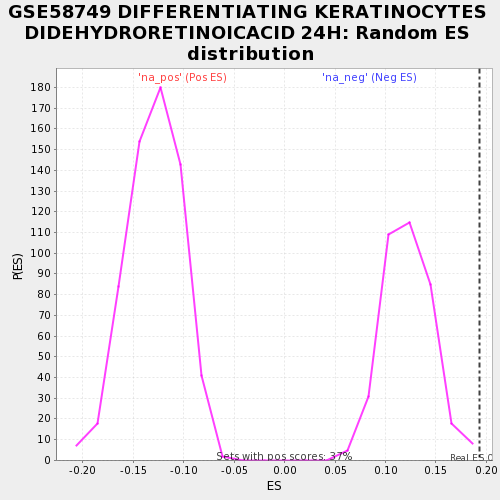 GSE58749 DIFFERENTIATING KERATINOCYTES
DIDEHYDRORETINOICACID 24H: Random ES
distribution
'na_pos' (Pos ES)
'na_neg' (Neg ES)
P(ES)
180
170
160
150
140
130
120
110
100
90
80
70
60
50
40
30
20
10
0
Sets with pos scores: 37%
Real ES 0
-0.20 -0.15 -0.10 -0.05 0.00 0.05 0.10 0.15 0.20
ES